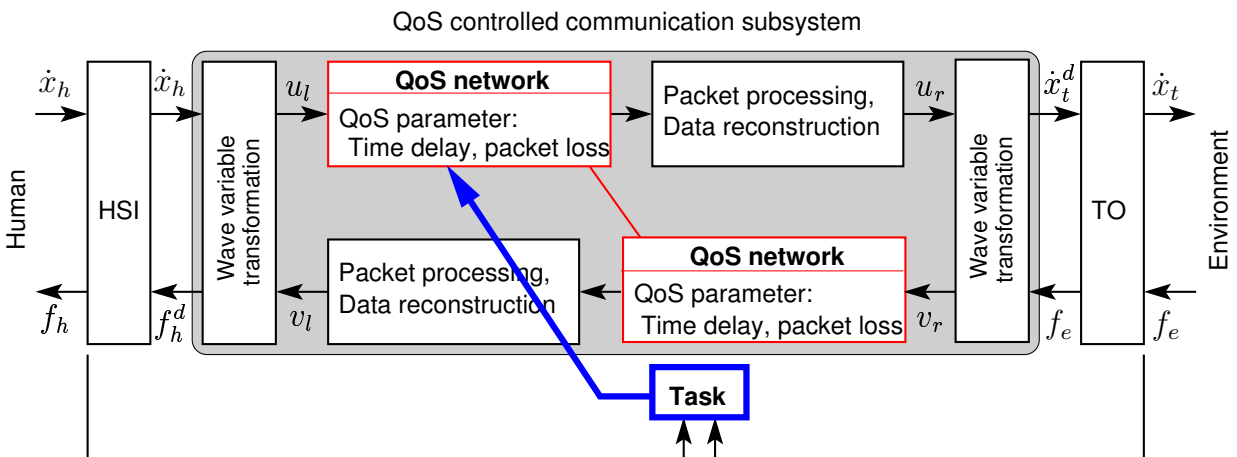 QoS controlled communication subsystem
Human
ẋ_h
HSI
ẋ_h
Wave variable
transformation
u_l
QoS network
QoS parameter:
Time delay, packet loss
Packet processing,
Data reconstruction
u_r
Wave variable
transformation
ẋ_t^d
TO
ẋ_t
Environment
f_h
f_h^d
v_l
Packet processing,
Data reconstruction
QoS network
QoS parameter:
Time delay, packet loss
v_r
f_e
f_e
Task